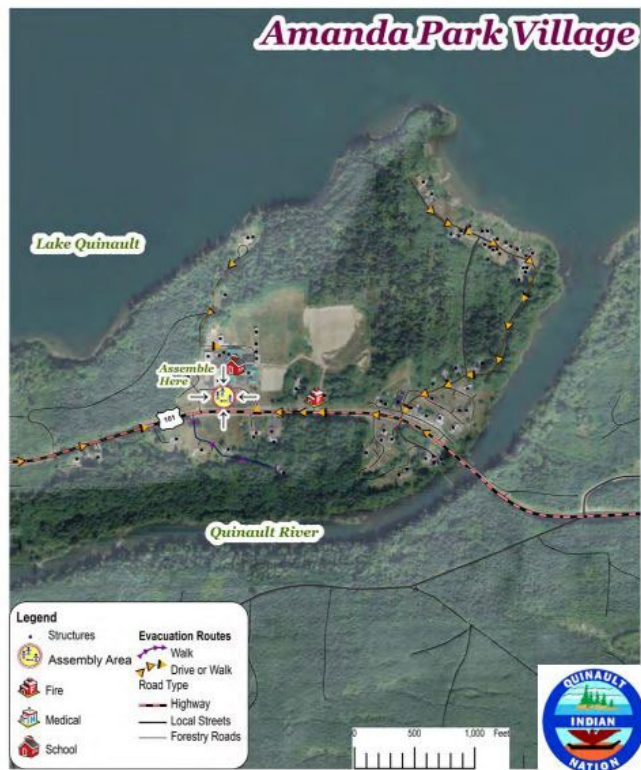 Amanda Park Village
Lake Quinault
Assemble
Here
101
Quinault River
Legend
Structures
Assembly Area
Fire
Medical
School
Evacuation Routes
Walk
Drive or Walk
Road Type
Highway
Local Streets
Forestry Roads
0 500 1,000 Feet
QUINAULT
INDIAN
NATION